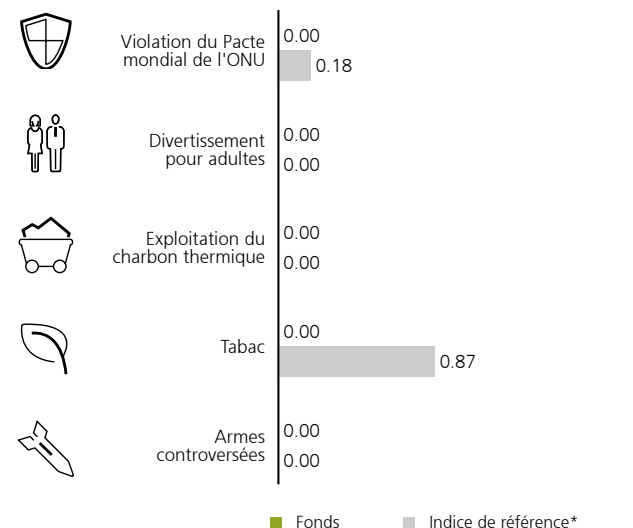 Violation du Pacte
mondial de l'ONU
0.00
0.18
Divertissement
pour adultes
0.00
0.00
Exploitation du
charbon thermique
0.00
0.00
Tabac
0.00
0.87
Armes
controversées
0.00
0.00
Fonds
Indice de référence*